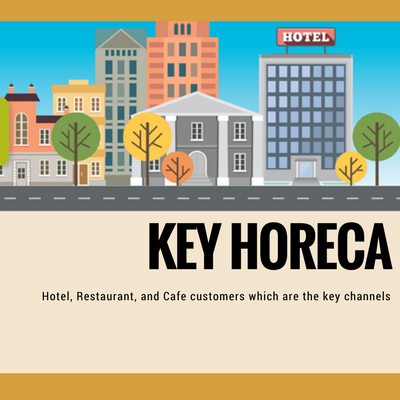 HOTEL
KEY HORECA
Hotel, Restaurant, and Cafe customers which are the key channels